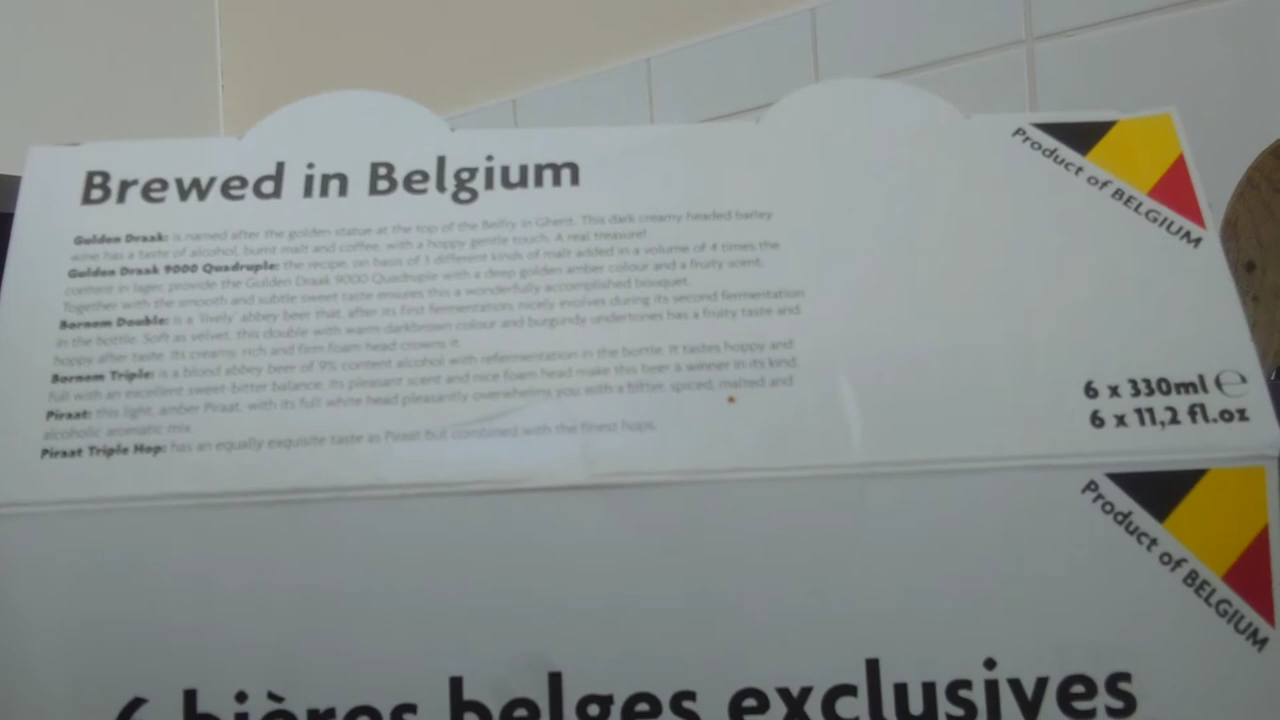 Brewed in Belgium
Product of BELGIUM
Gulden Draak: is named after the golden statue at the top of the Belfry in Ghent. This dark creamy headed barley
wine has a taste of alcohol, burnt malt and coffee, with a hoppy gentle touch. A real treasure!
Gulden Draak 9000 Quadruple: the recipe, on basis of 3 different kinds of malt added in a volume of 4 times the
content in lager, provide the Gulden Draak 9000 Quadruple with a deep golden amber colour and a fruity scent.
Together with the smooth and subtle sweet taste ensures this a wonderfully accomplished bouquet.
Bornem Double: is a 'lively' abbey beer that, after its first fermentation, nicely evolves during its second fermentation
in the bottle. Soft as velvet, this double with warm darkbrown colour and burgundy undertones has a fruity taste and
hoppy after taste. Its creamy, rich and firm foam head crowns it.
Bornem Triple: is a blond abbey beer of 9% content alcohol with refermentation in the bottle. It tastes hoppy and
full with an excellent sweet-bitter balance. Its pleasant scent and nice foam head make this beer a winner in its kind.
Piraat: this light, amber Piraat, with its full white head pleasantly overwhelms you with a bitter, spiced, malted and
alcoholic aromatic mix.
Piraat Triple Hop: has an equally exquisite taste as Piraat but combined with the finest hops.
6 x 330ml ℮
6 x 11,2 fl.oz
Product of BELGIUM
6 bières belges exclusives